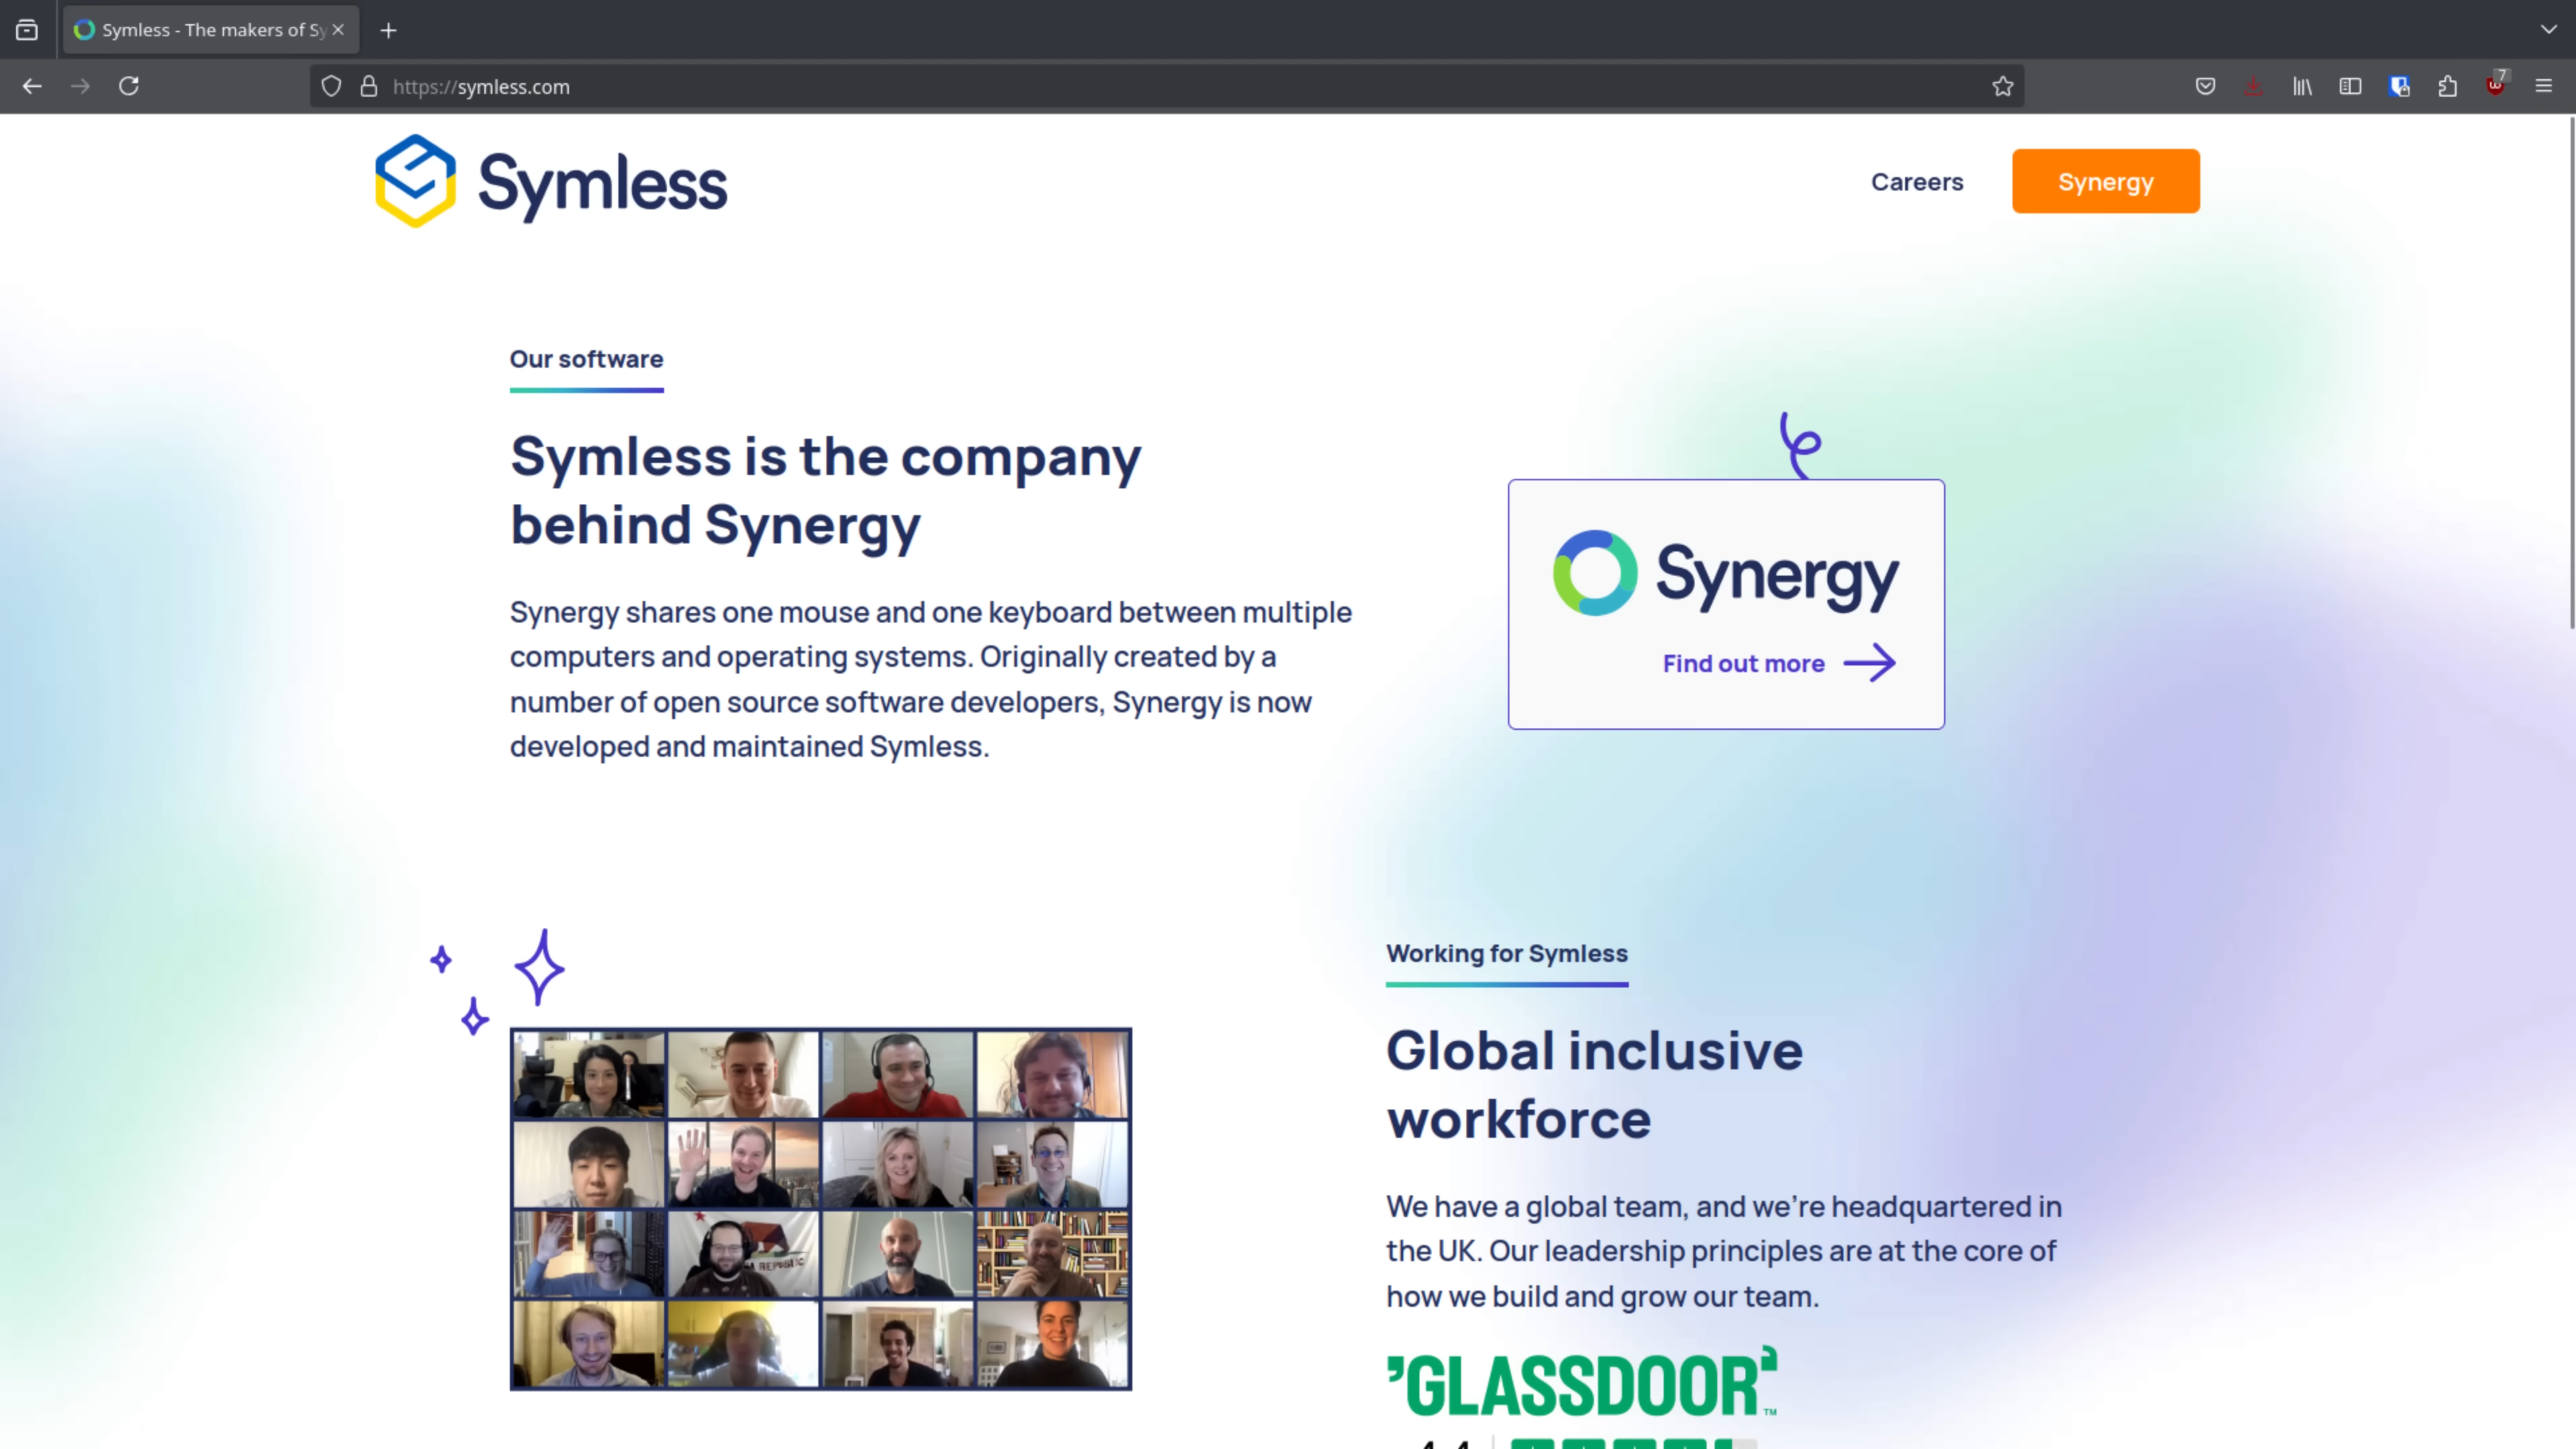 Symless - The makers of Sy
7
https://symless.com
Symless
Careers
Synergy
Our software
Symless is the company
behind Synergy
Synergy shares one mouse and one keyboard between multiple
computers and operating systems. Originally created by a
number of open source software developers, Synergy is now
developed and maintained Symless.
Synergy
Find out more
Working for Symless
Global inclusive
workforce
We have a global team, and we’re headquartered in
the UK. Our leadership principles are at the core of
how we build and grow our team.
REPUBLIC
GLASSDOOR™